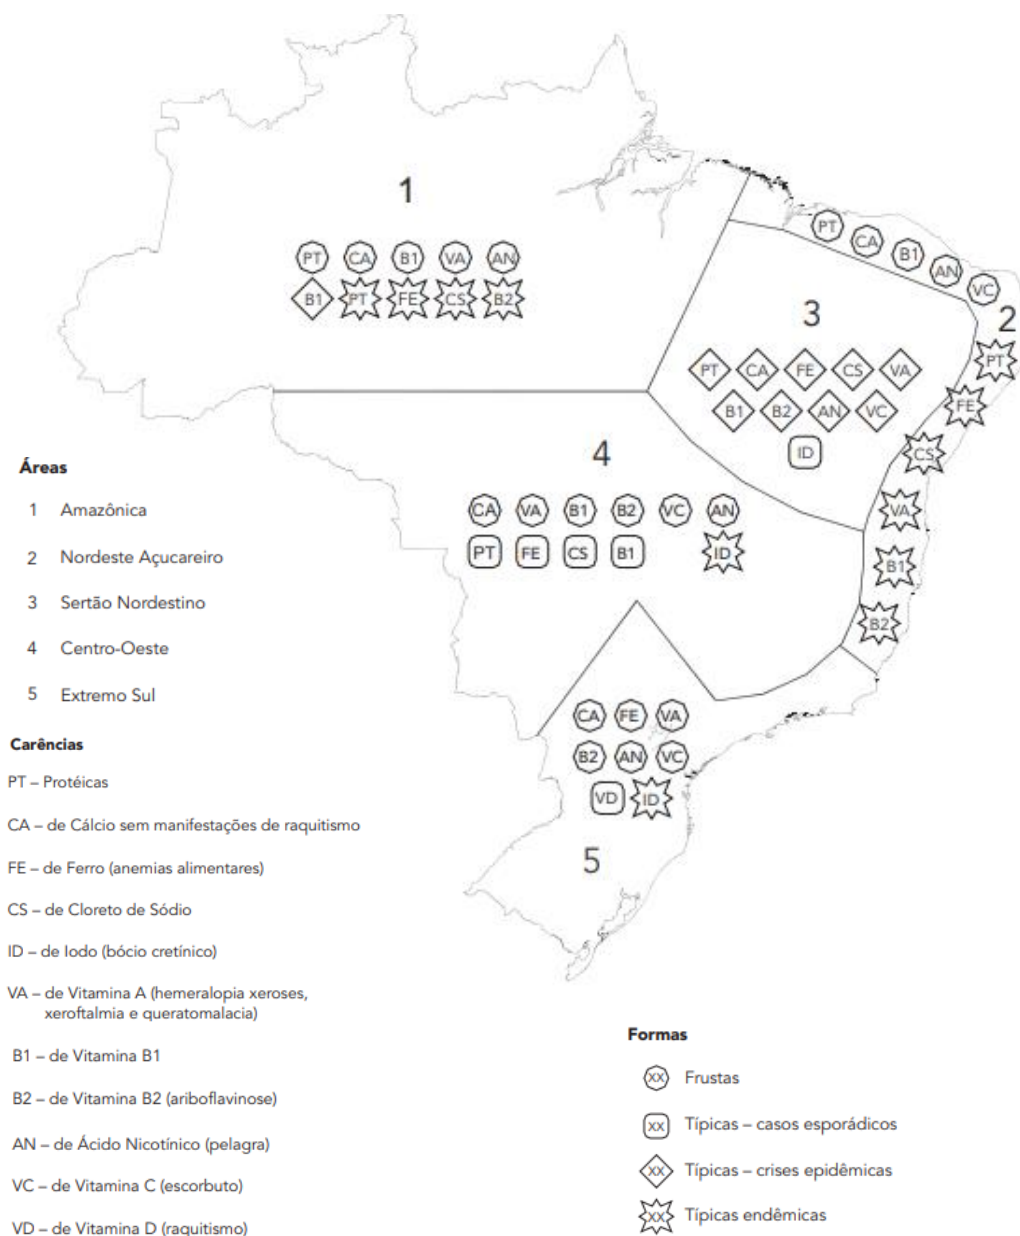 1
PT CA B1 VA AN
B1 PT FE CS B2
PT
CA
B1
AN
VC
2
PT
FE
CS
VA
B1
B2
3
PT CA FE CS VA
B1 B2 AN VC
ID
4
CA VA B1 B2 VC AN
PT FE CS B1 ID
CA FE VA
B2 AN VC
VD ID
5
Áreas
1 Amazônica
2 Nordeste Açucareiro
3 Sertão Nordestino
4 Centro-Oeste
5 Extremo Sul
Carências
PT – Protéicas
CA – de Cálcio sem manifestações de raquitismo
FE – de Ferro (anemias alimentares)
CS – de Cloreto de Sódio
ID – de Iodo (bócio cretínico)
VA – de Vitamina A (hemeralopia xeroses,
xeroftalmia e queratomalacia)
B1 – de Vitamina B1
B2 – de Vitamina B2 (ariboflavinose)
AN – de Ácido Nicotínico (pelagra)
VC – de Vitamina C (escorbuto)
VD – de Vitamina D (raquitismo)
Formas
XX Frustas
XX Típicas – casos esporádicos
XX Típicas – crises epidêmicas
XX Típicas endêmicas